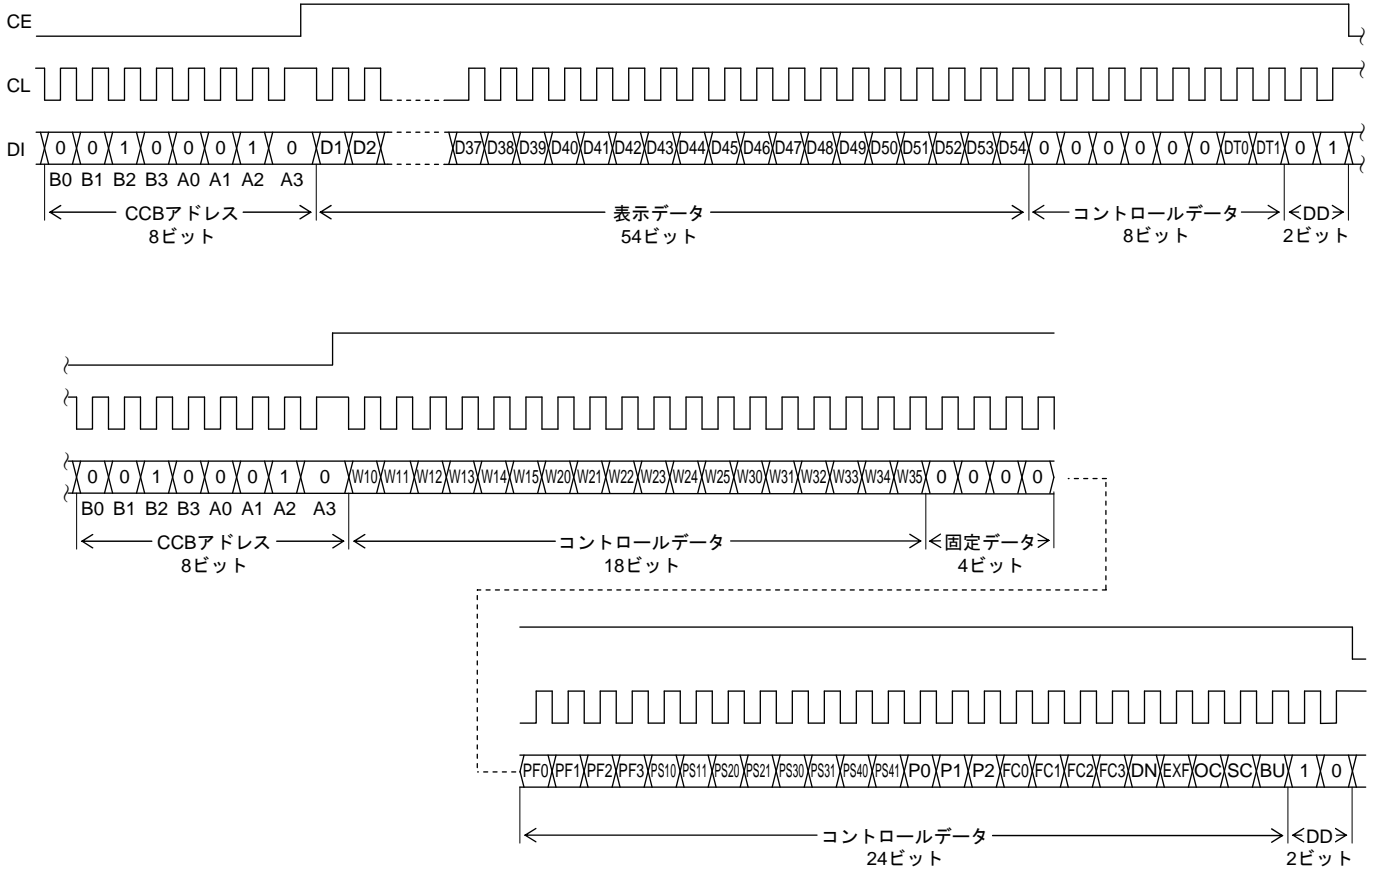 CE
CL
DI 0 0 1 0 0 0 1 0 D1 D2 D37 D38 D39 D40 D41 D42 D43 D44 D45 D46 D47 D48 D49 D50 D51 D52 D53 D54 0 0 0 0 0 0 DT0 DT1 0 1
B0 B1 B2 B3 A0 A1 A2 A3
CCBアドレス 表示データ コントロールデータ DD
8ビット 54ビット 8ビット 2ビット
0 0 1 0 0 0 1 0 W10 W11 W12 W13 W14 W15 W20 W21 W22 W23 W24 W25 W30 W31 W32 W33 W34 W35 0 0 0 0
B0 B1 B2 B3 A0 A1 A2 A3
CCBアドレス コントロールデータ 固定データ
8ビット 18ビット 4ビット
PF0 PF1 PF2 PF3 PS10 PS11 PS20 PS21 PS30 PS31 PS40 PS41 P0 P1 P2 FC0 FC1 FC2 FC3 DN EXF OC SC BU 1 0
コントロールデータ DD
24ビット 2ビット